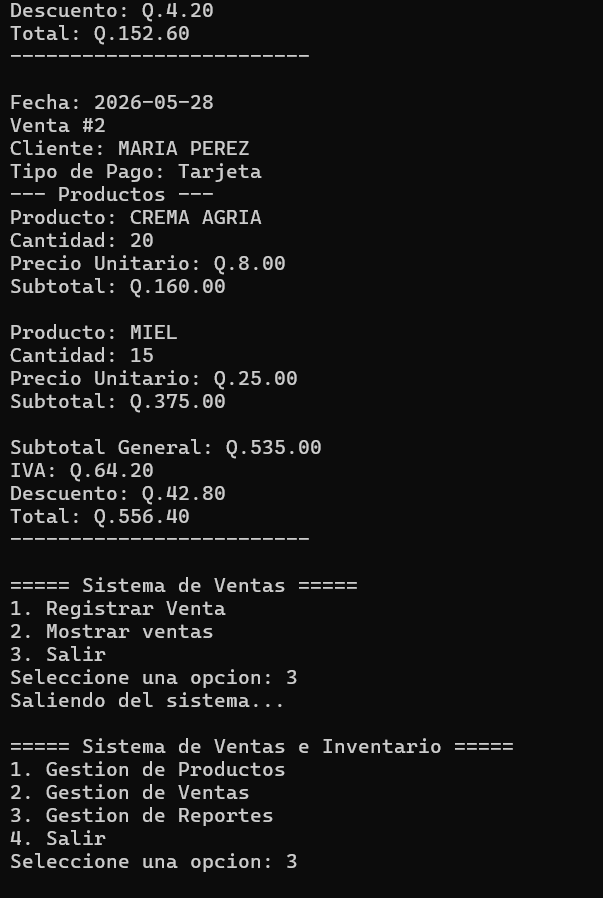 Descuento: Q.4.20
Total: Q.152.60
-------------------------
Fecha: 2026-05-28
Venta #2
Cliente: MARIA PEREZ
Tipo de Pago: Tarjeta
--- Productos ---
Producto: CREMA AGRIA
Cantidad: 20
Precio Unitario: Q.8.00
Subtotal: Q.160.00
Producto: MIEL
Cantidad: 15
Precio Unitario: Q.25.00
Subtotal: Q.375.00
Subtotal General: Q.535.00
IVA: Q.64.20
Descuento: Q.42.80
Total: Q.556.40
-------------------------
===== Sistema de Ventas =====
1. Registrar Venta
2. Mostrar ventas
3. Salir
Seleccione una opcion: 3
Saliendo del sistema...
===== Sistema de Ventas e Inventario =====
1. Gestion de Productos
2. Gestion de Ventas
3. Gestion de Reportes
4. Salir
Seleccione una opcion: 3